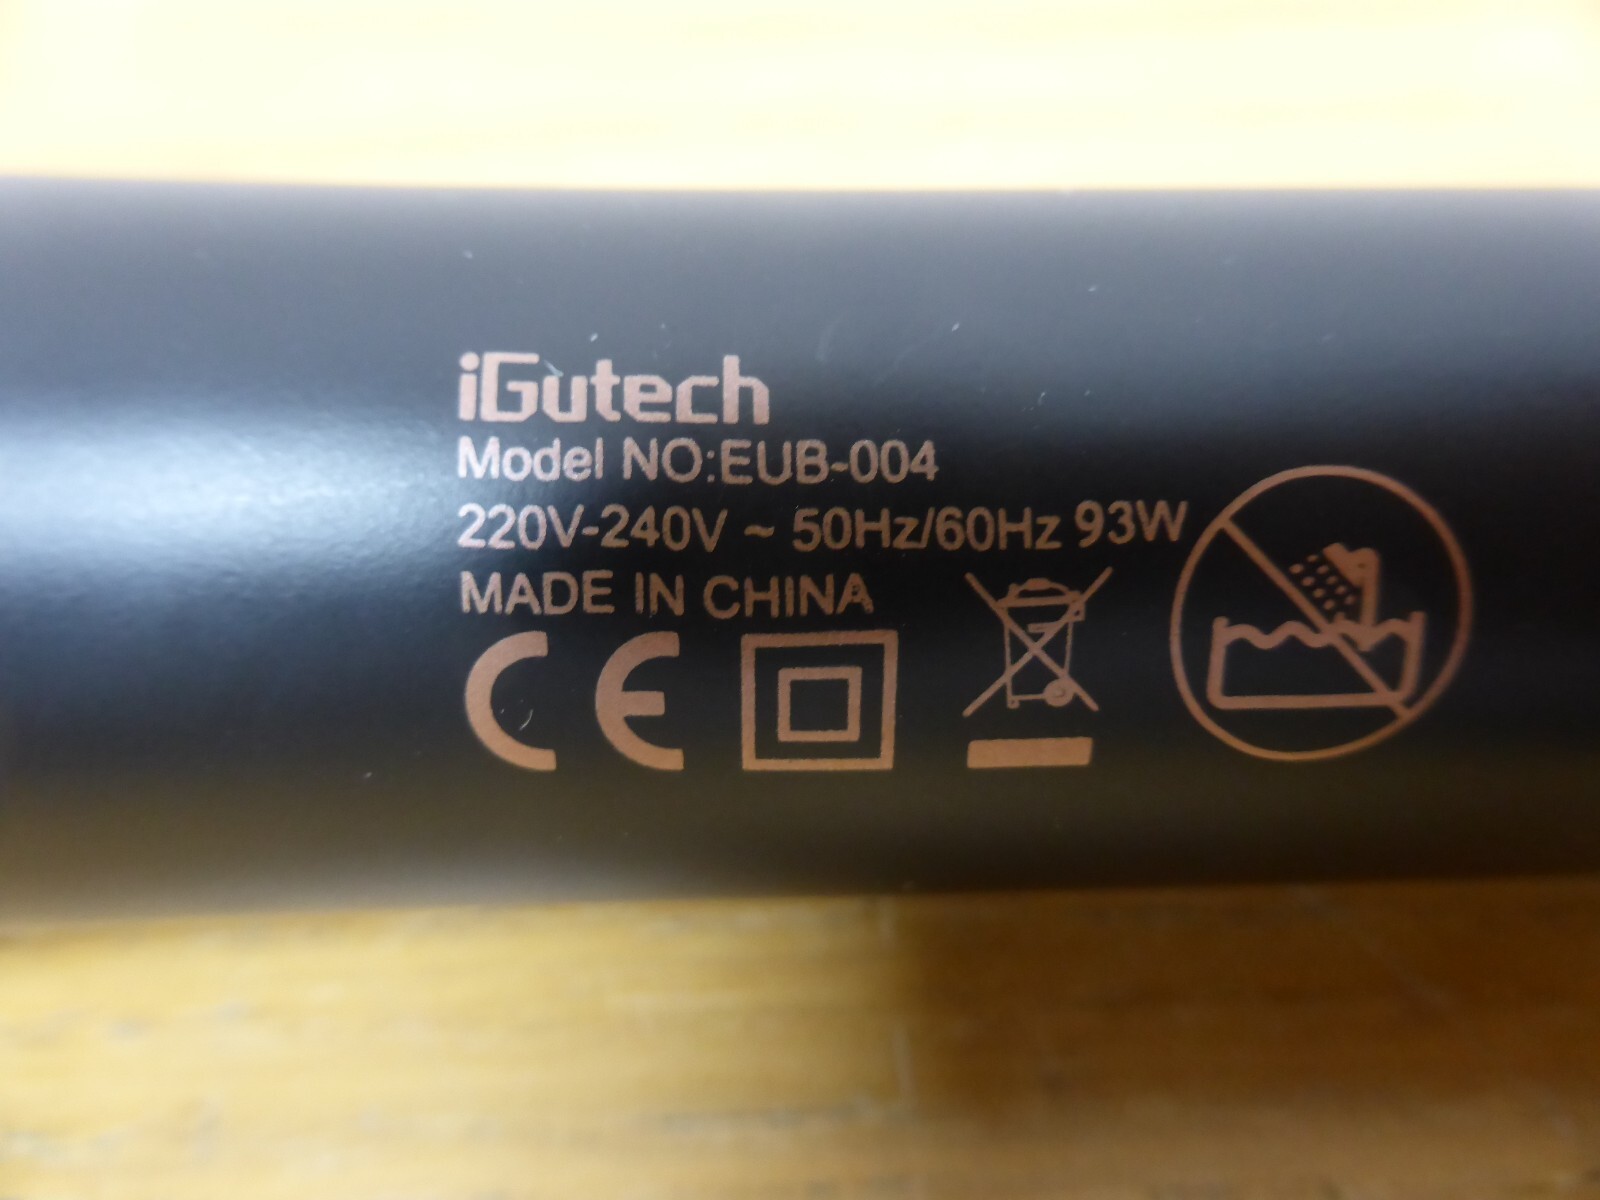 iGutech
Model NO:EUB-004
220V-240V ~ 50Hz/60Hz 93W
MADE IN CHINA
CE